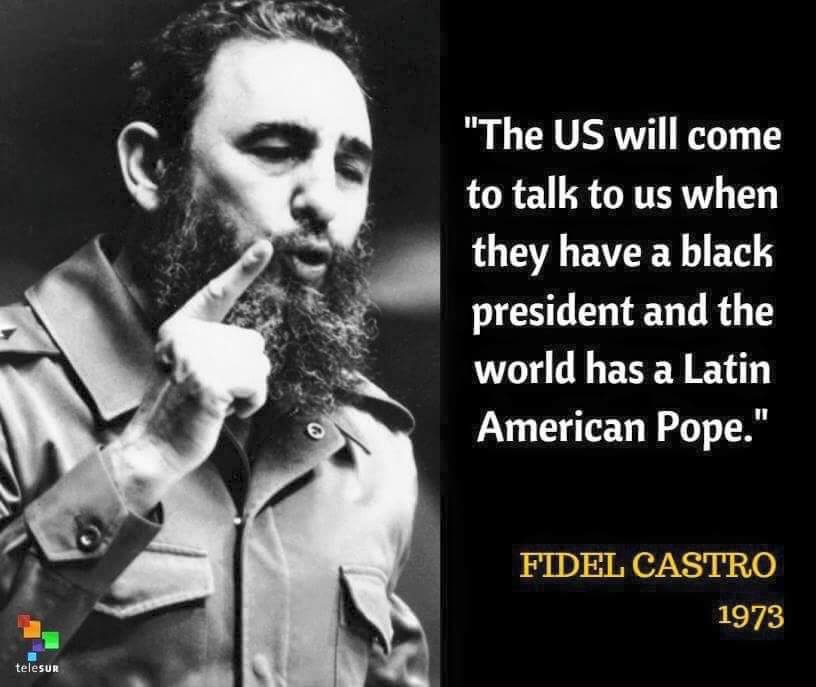 "The US will come
to talk to us when
they have a black
president and the
world has a Latin
American Pope."
FIDEL CASTRO
1973
teleSUR